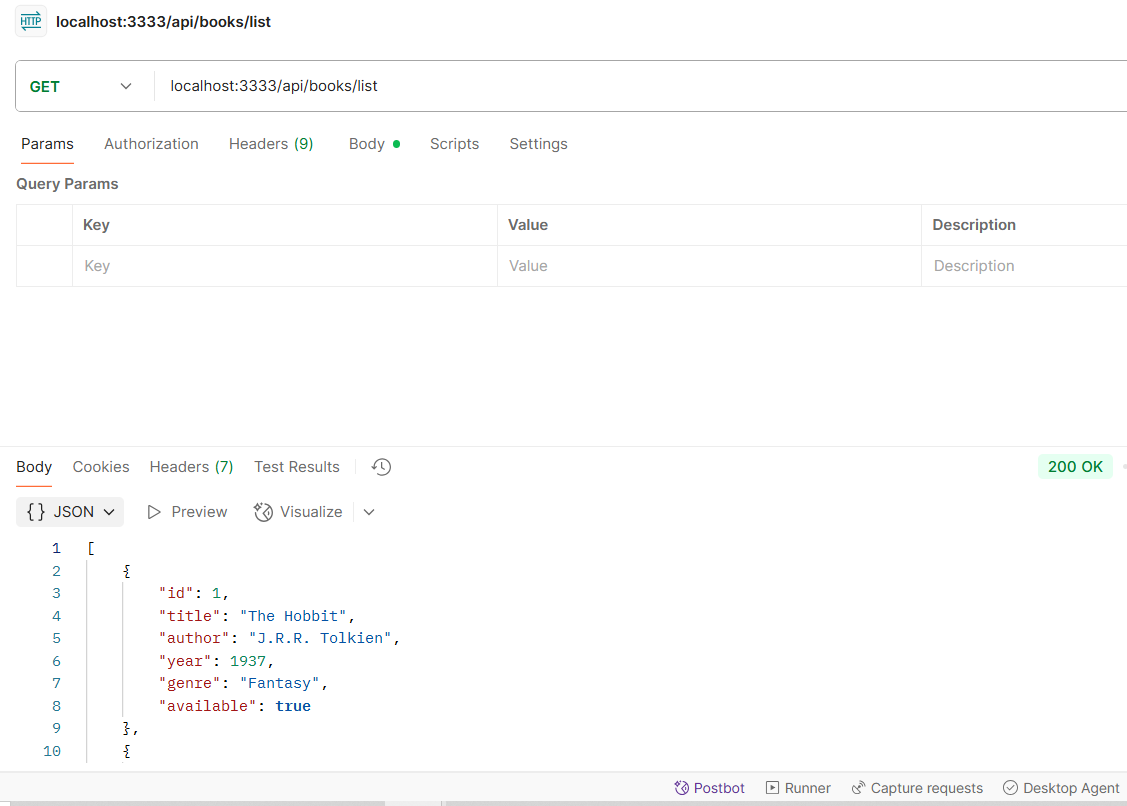 HTTP localhost:3333/api/books/list
GET localhost:3333/api/books/list
Params Authorization Headers (9) Body Scripts Settings
Query Params
Key Value Description
Key Value Description
Body Cookies Headers (7) Test Results 200 OK
{} JSON Preview Visualize
1 [
2 {
3 "id": 1,
4 "title": "The Hobbit",
5 "author": "J.R.R. Tolkien",
6 "year": 1937,
7 "genre": "Fantasy",
8 "available": true
9 },
10 {
Postbot Runner Capture requests Desktop Agent